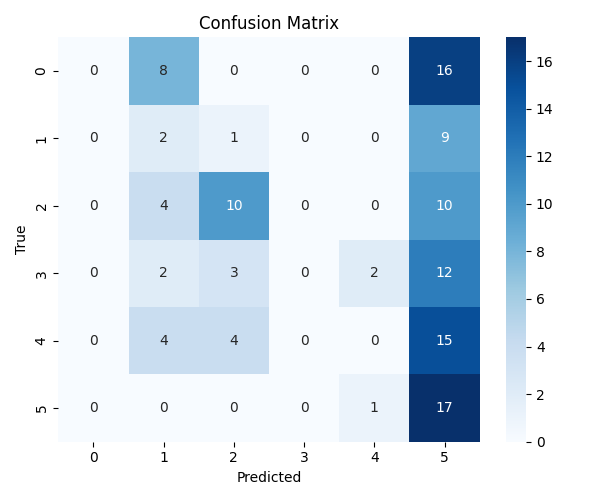 Confusion Matrix
True
0 0 8 0 0 0 16
1 0 2 1 0 0 9
2 0 4 10 0 0 10
3 0 2 3 0 2 12
4 0 4 4 0 0 15
5 0 0 0 0 1 17
0 1 2 3 4 5
Predicted
16
14
12
10
8
6
4
2
0